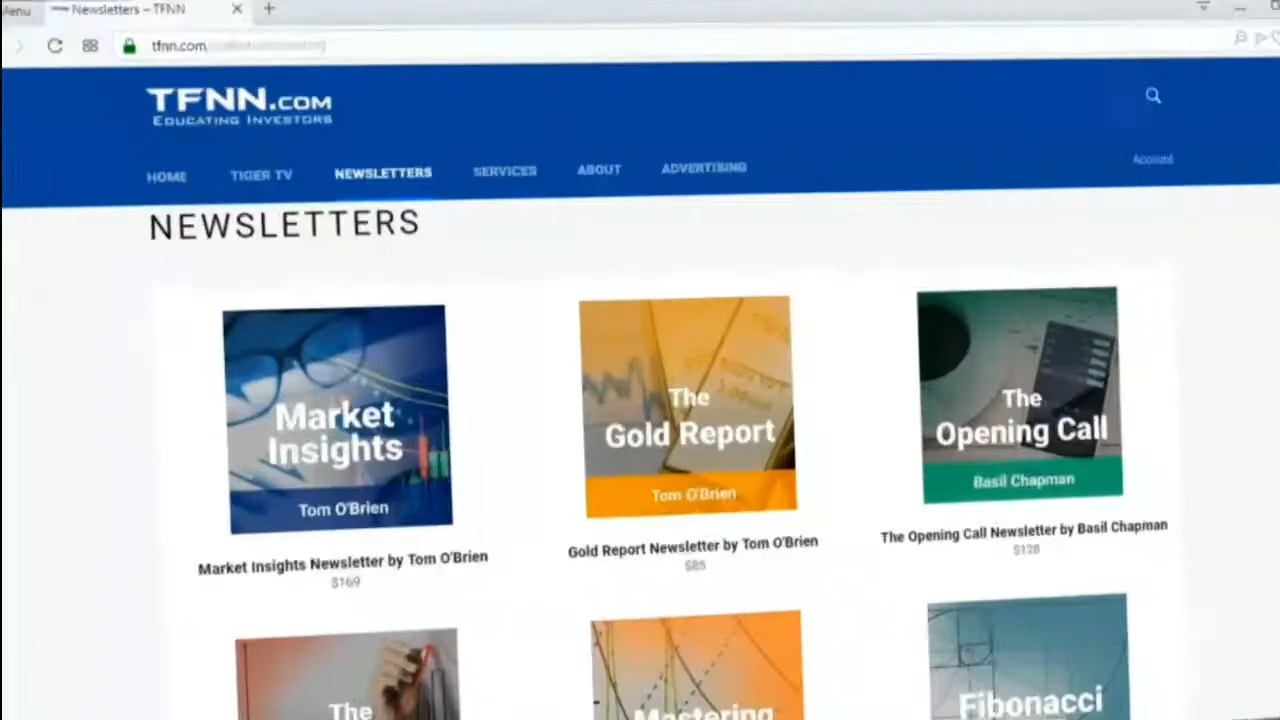 Menu
Newsletters – TFNN
tfnn.com
TFNN.COM
EDUCATING INVESTORS
HOME
TIGER TV
NEWSLETTERS
SERVICES
ABOUT
ADVERTISING
Account
NEWSLETTERS
Market
Insights
Tom O'Brien
Market Insights Newsletter by Tom O'Brien
$169
The
Gold Report
Tom O'Brien
Gold Report Newsletter by Tom O'Brien
$85
The
Opening Call
Basil Chapman
The Opening Call Newsletter by Basil Chapman
$128
The
Mastering
Fibonacci